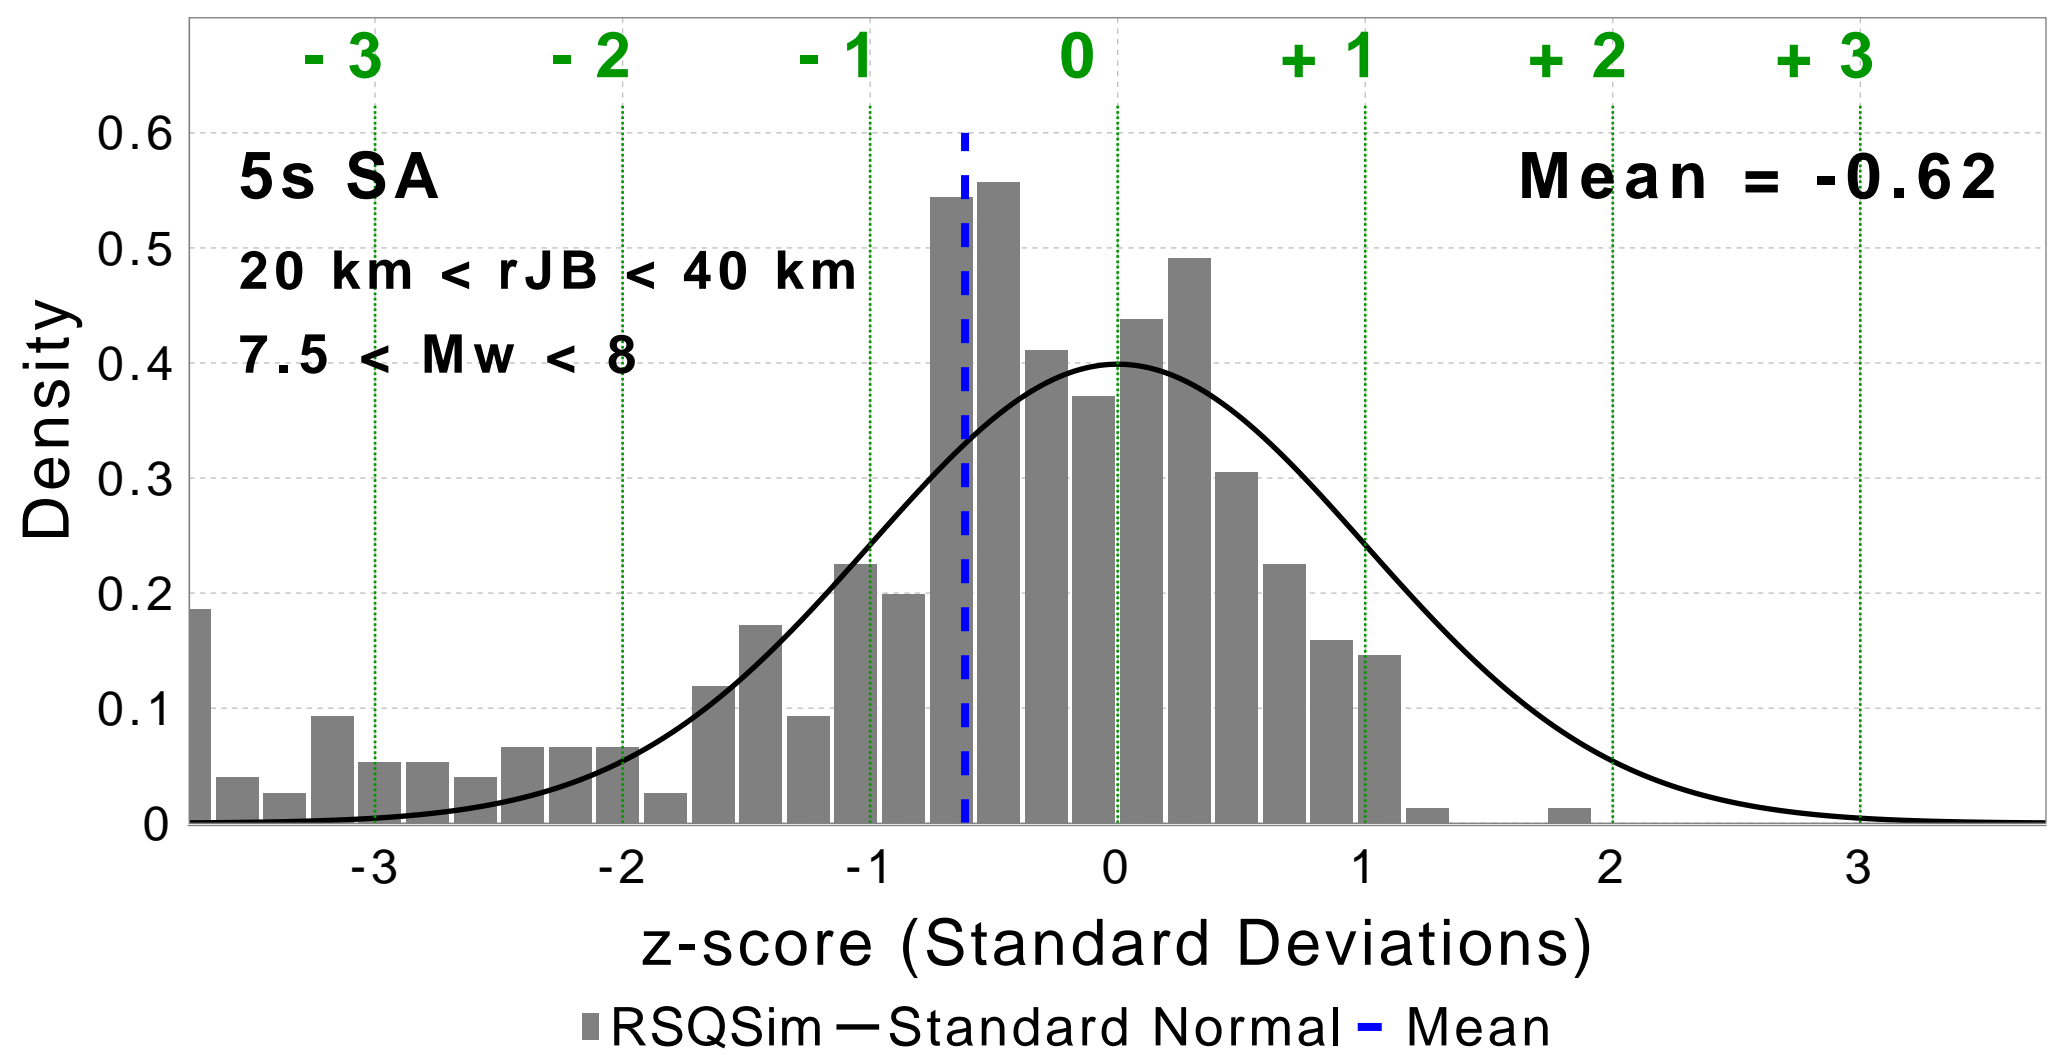 - 3 - 2 - 1 0 + 1 + 2 + 3
0.6
5s SA Mean = -0.62
0.5
20 km < rJB < 40 km
7.5 < Mw < 8
0.4
0.3
0.2
0.1
0
Density
-3 -2 -1 0 1 2 3
z-score (Standard Deviations)
RSQSim Standard Normal Mean